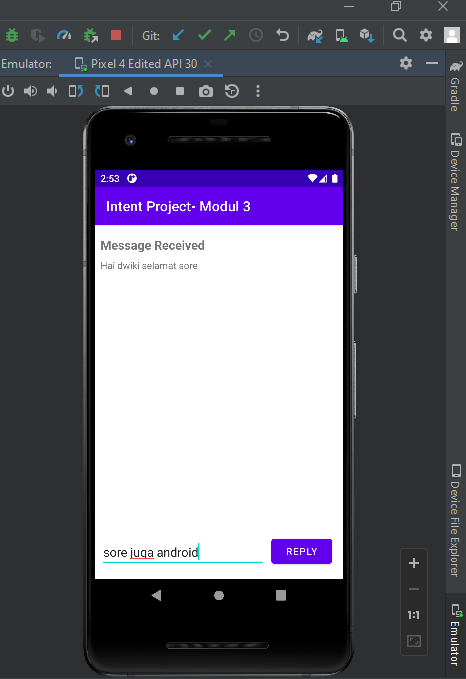 Git:
Emulator:
Pixel 4 Edited API 30
2:53
Intent Project- Modul 3
Message Received
Hai dwiki selamat sore
sore juga android
REPLY
1:1
Gradle
Device Manager
Device File Explorer
Emulator